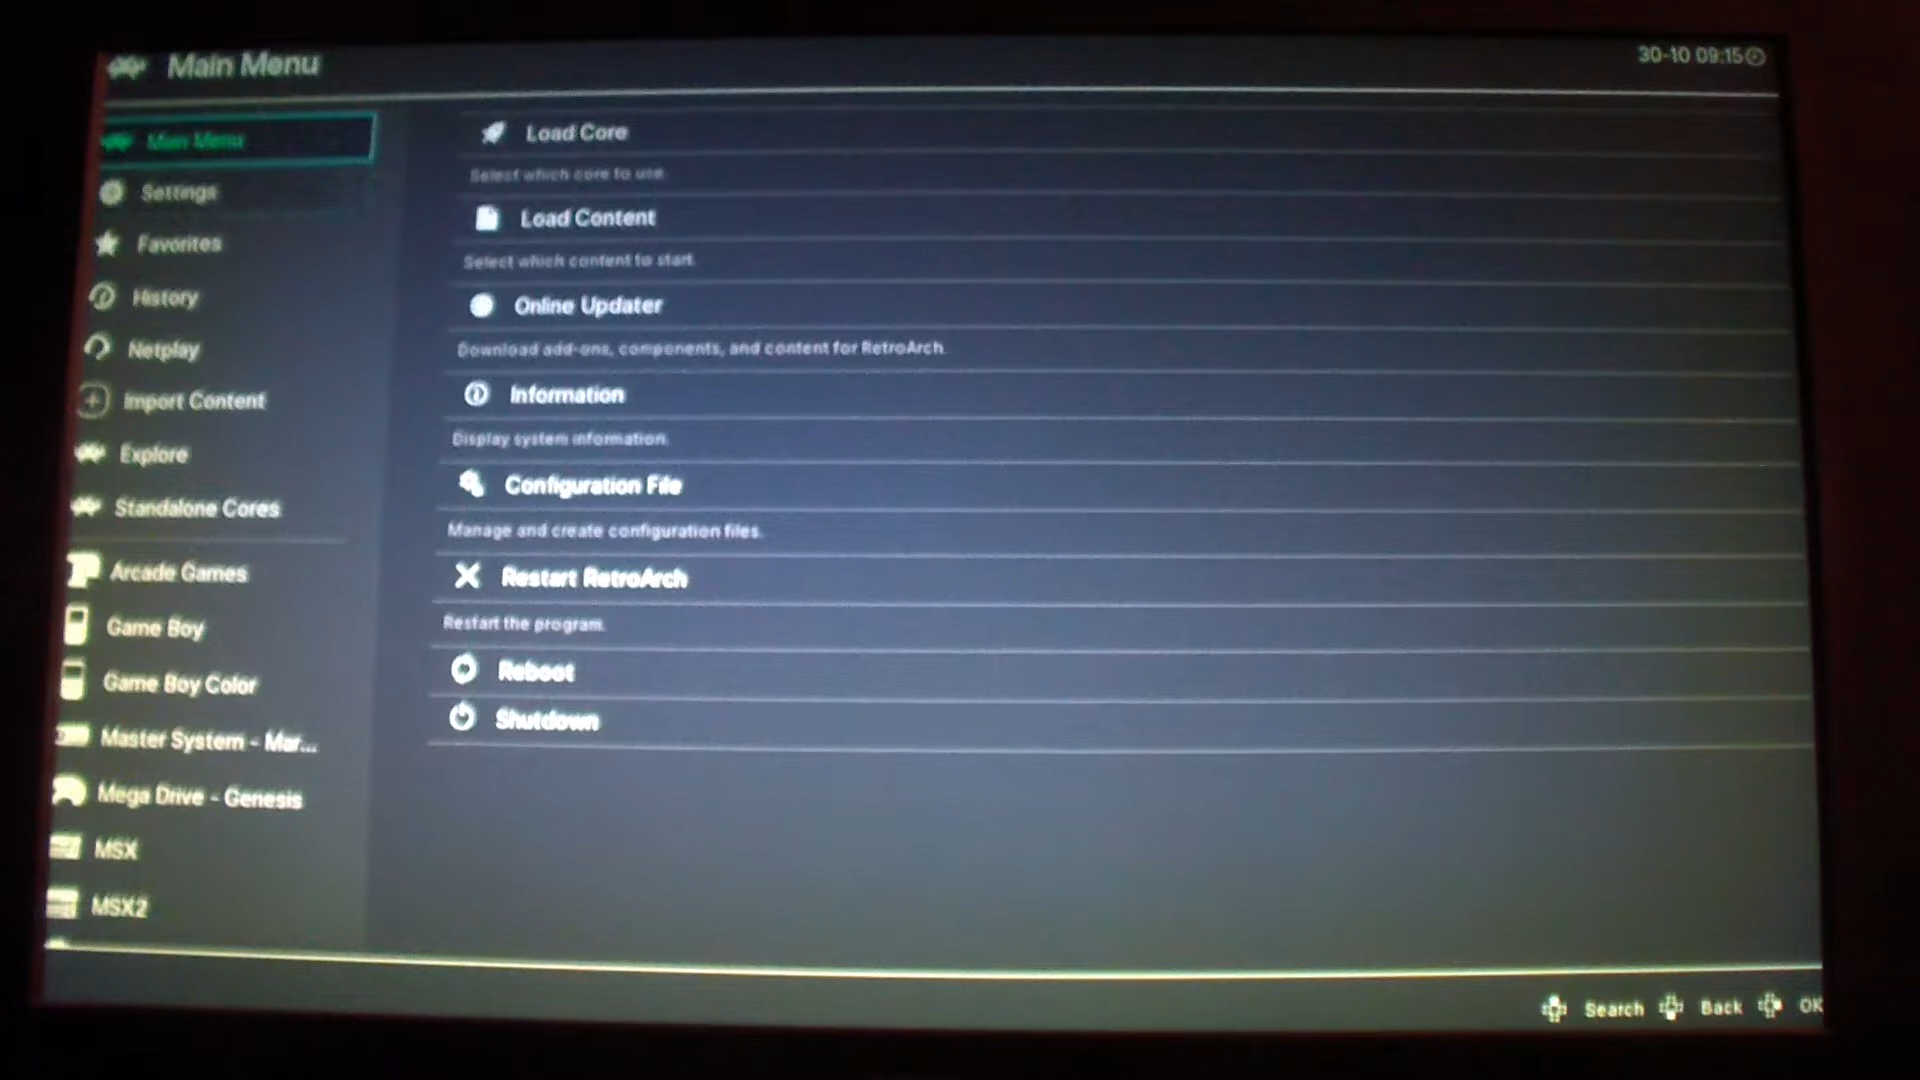 Main Menu
30-10 09:15
Main Menu
Settings
Favorites
History
Netplay
Import Content
Explore
Standalone Cores
Arcade Games
Game Boy
Game Boy Color
Master System - Mar...
Mega Drive - Genesis
MSX
MSX2
Load Core
Select which core to use.
Load Content
Select which content to start.
Online Updater
Download add-ons, components, and content for RetroArch.
Information
Display system information.
Configuration File
Manage and create configuration files.
Restart RetroArch
Restart the program.
Reboot
Shutdown
Search Back OK